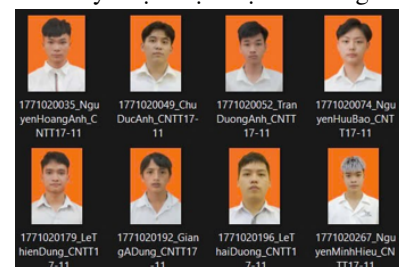 1771020035_Ngu
yenHoangAnh_C
NTT17-11
1771020049_Chu
DucAnh_CNTT17-
11
1771020052_Tran
DuongAnh_CNTT
17-11
1771020074_Ngu
yenHuuBao_CNT
T17-11
1771020179_LeT
hienDung_CNTT1
7-11
1771020192_Gian
gADung_CNTT17
-11
1771020196_LeT
haiDuong_CNTT1
7-11
1771020267_Ngu
yenMinhHieu_CN
TT17-11